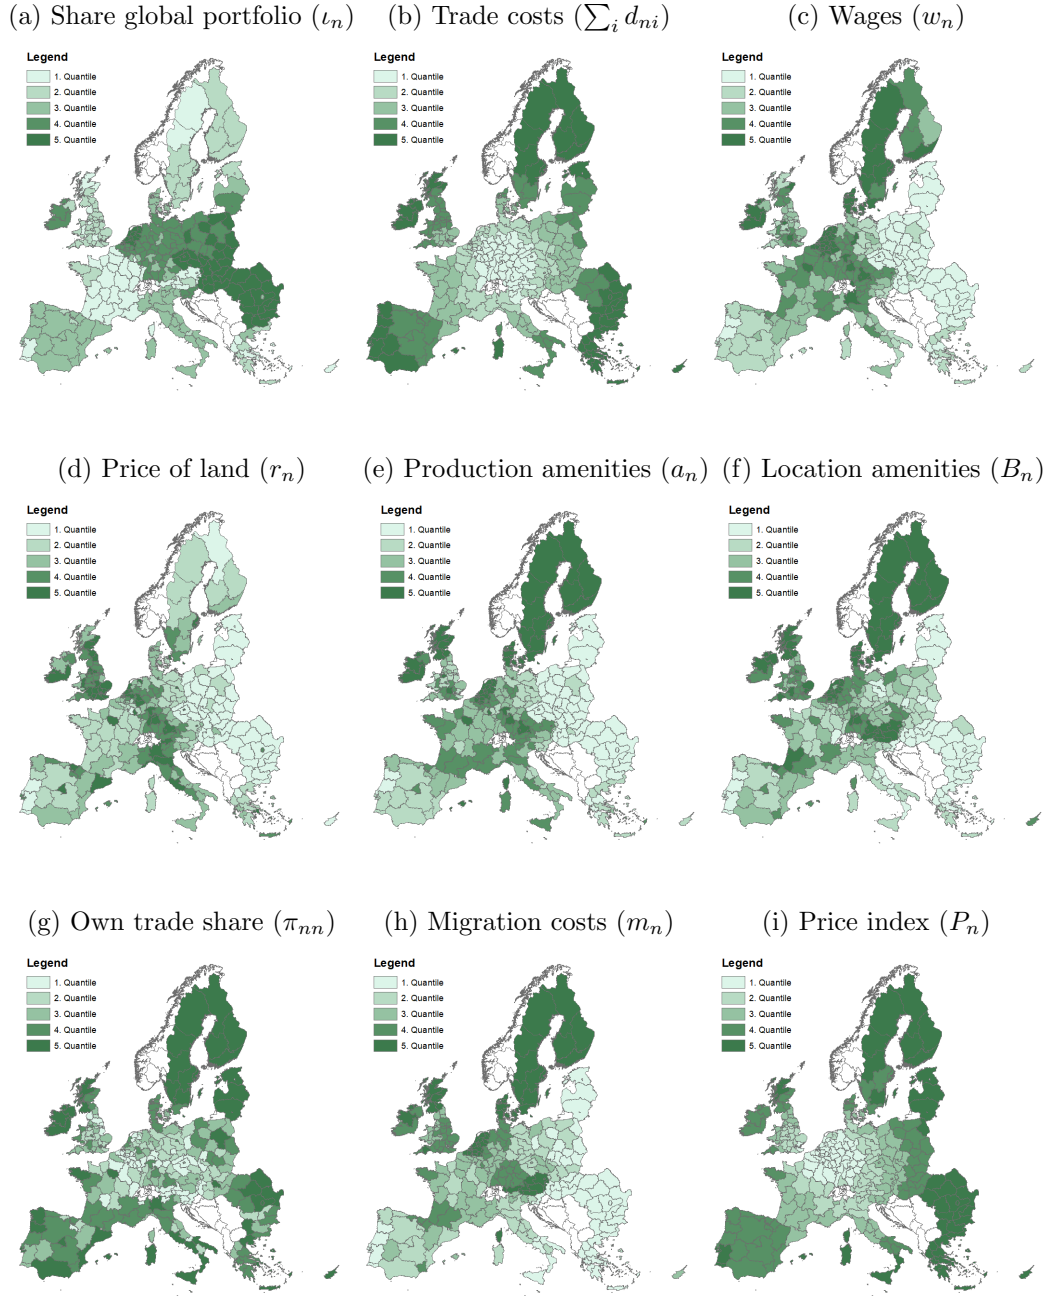 (a) Share global portfolio (ιₙ)
(b) Trade costs (∑ᵢ dₙᵢ)
(c) Wages (wₙ)
Legend
1. Quantile
2. Quantile
3. Quantile
4. Quantile
5. Quantile
Legend
1. Quantile
2. Quantile
3. Quantile
4. Quantile
5. Quantile
Legend
1. Quantile
2. Quantile
3. Quantile
4. Quantile
5. Quantile
(d) Price of land (rₙ)
(e) Production amenities (aₙ)
(f) Location amenities (Bₙ)
Legend
1. Quantile
2. Quantile
3. Quantile
4. Quantile
5. Quantile
Legend
1. Quantile
2. Quantile
3. Quantile
4. Quantile
5. Quantile
Legend
1. Quantile
2. Quantile
3. Quantile
4. Quantile
5. Quantile
(g) Own trade share (πₙₙ)
(h) Migration costs (mₙ)
(i) Price index (Pₙ)
Legend
1. Quantile
2. Quantile
3. Quantile
4. Quantile
5. Quantile
Legend
1. Quantile
2. Quantile
3. Quantile
4. Quantile
5. Quantile
Legend
1. Quantile
2. Quantile
3. Quantile
4. Quantile
5. Quantile